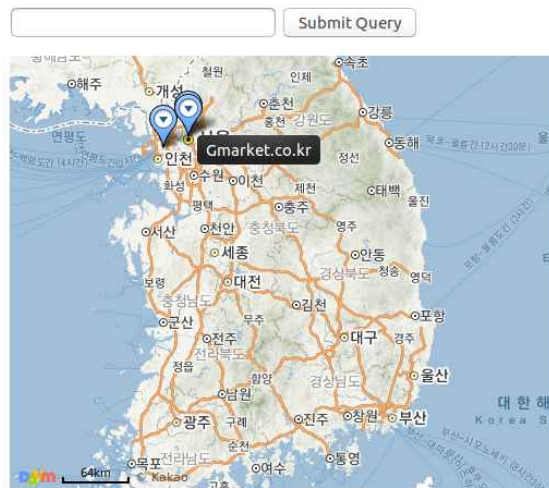 Submit Query
속초
철원
인제
해주
개성
춘천
강원도
홍천
강릉
연평도
동해
인천
Gmarket.co.kr
정선
수원
이천
화성
제천
태백
평택
충주
울진
서산
천안
충청북도
영주
세종
안동
보령
대전
경상북도
청송
영덕
충청남도
김천
군산
무주
포항
전주
대구
경주
전라북도
정읍
함양
경상남도
울산
남원
대 한 해
Korea S
광주
구례
진주
창원
부산
순천
목포
여수
통영
64km
Kakao